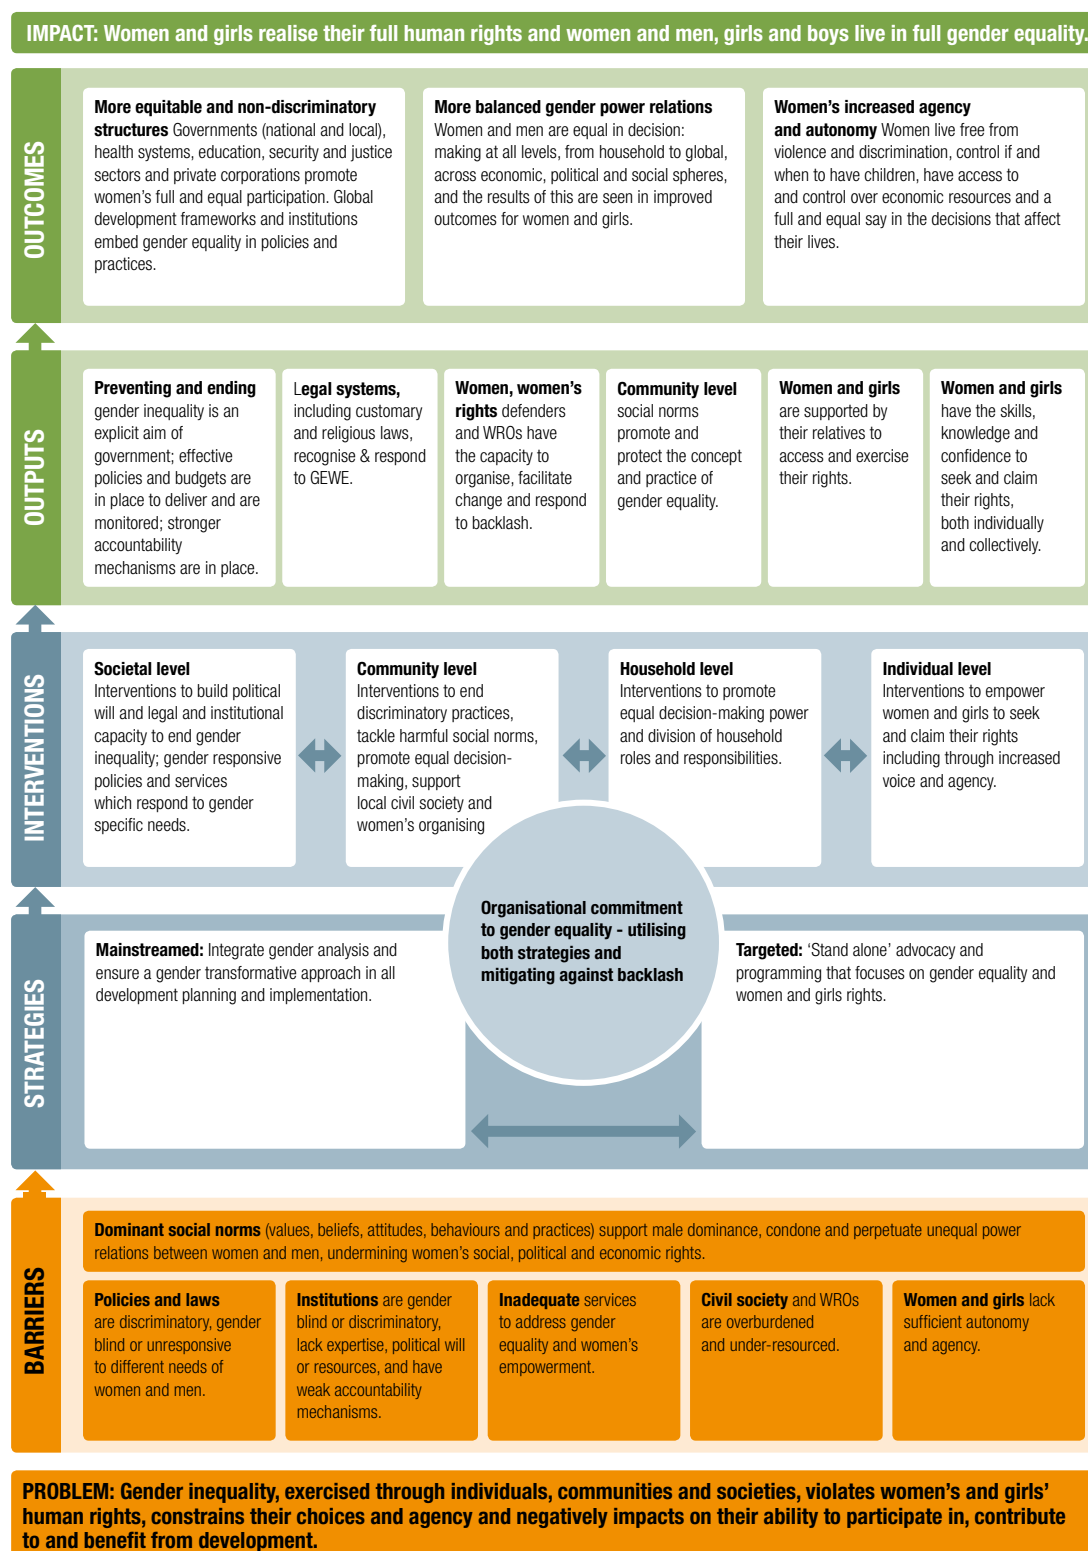 IMPACT: Women and girls realise their full human rights and women and men, girls and boys live in full gender equality.
OUTCOMES
More equitable and non-discriminatory
structures Governments (national and local),
health systems, education, security and justice
sectors and private corporations promote
women’s full and equal participation. Global
development frameworks and institutions
embed gender equality in policies and
practices.
More balanced gender power relations
Women and men are equal in decision:
making at all levels, from household to global,
across economic, political and social spheres,
and the results of this are seen in improved
outcomes for women and girls.
Women’s increased agency
and autonomy Women live free from
violence and discrimination, control if and
when to have children, have access to
and control over economic resources and a
full and equal say in the decisions that affect
their lives.
OUTPUTS
Preventing and ending
gender inequality is an
explicit aim of
government; effective
policies and budgets are
in place to deliver and are
monitored; stronger
accountability
mechanisms are in place.
Legal systems,
including customary
and religious laws,
recognise & respond
to GEWE.
Women, women’s
rights defenders
and WROs have
the capacity to
organise, facilitate
change and respond
to backlash.
Community level
social norms
promote and
protect the concept
and practice of
gender equality.
Women and girls
are supported by
their relatives to
access and exercise
their rights.
Women and girls
have the skills,
knowledge and
confidence to
seek and claim
their rights,
both individually
and collectively.
INTERVENTIONS
Societal level
Interventions to build political
will and legal and institutional
capacity to end gender
inequality; gender responsive
policies and services
which respond to gender
specific needs.
Community level
Interventions to end
discriminatory practices,
tackle harmful social norms,
promote equal decision-
making, support
local civil society and
women’s organising
Household level
Interventions to promote
equal decision-making power
and division of household
roles and responsibilities.
Individual level
Interventions to empower
women and girls to seek
and claim their rights
including through increased
voice and agency.
Organisational commitment
to gender equality - utilising
both strategies and
mitigating against backlash
STRATEGIES
Mainstreamed: Integrate gender analysis and
ensure a gender transformative approach in all
development planning and implementation.
Targeted: ‘Stand alone’ advocacy and
programming that focuses on gender equality and
women and girls rights.
BARRIERS
Dominant social norms (values, beliefs, attitudes, behaviours and practices) support male dominance, condone and perpetuate unequal power
relations between women and men, undermining women’s social, political and economic rights.
Policies and laws
are discriminatory, gender
blind or unresponsive
to different needs of
women and men.
Institutions are gender
blind or discriminatory,
lack expertise, political will
or resources, and have
weak accountability
mechanisms.
Inadequate services
to address gender
equality and women’s
empowerment.
Civil society and WROs
are overburdened
and under-resourced.
Women and girls lack
sufficient autonomy
and agency.
PROBLEM: Gender inequality, exercised through individuals, communities and societies, violates women’s and girls’
human rights, constrains their choices and agency and negatively impacts on their ability to participate in, contribute
to and benefit from development.